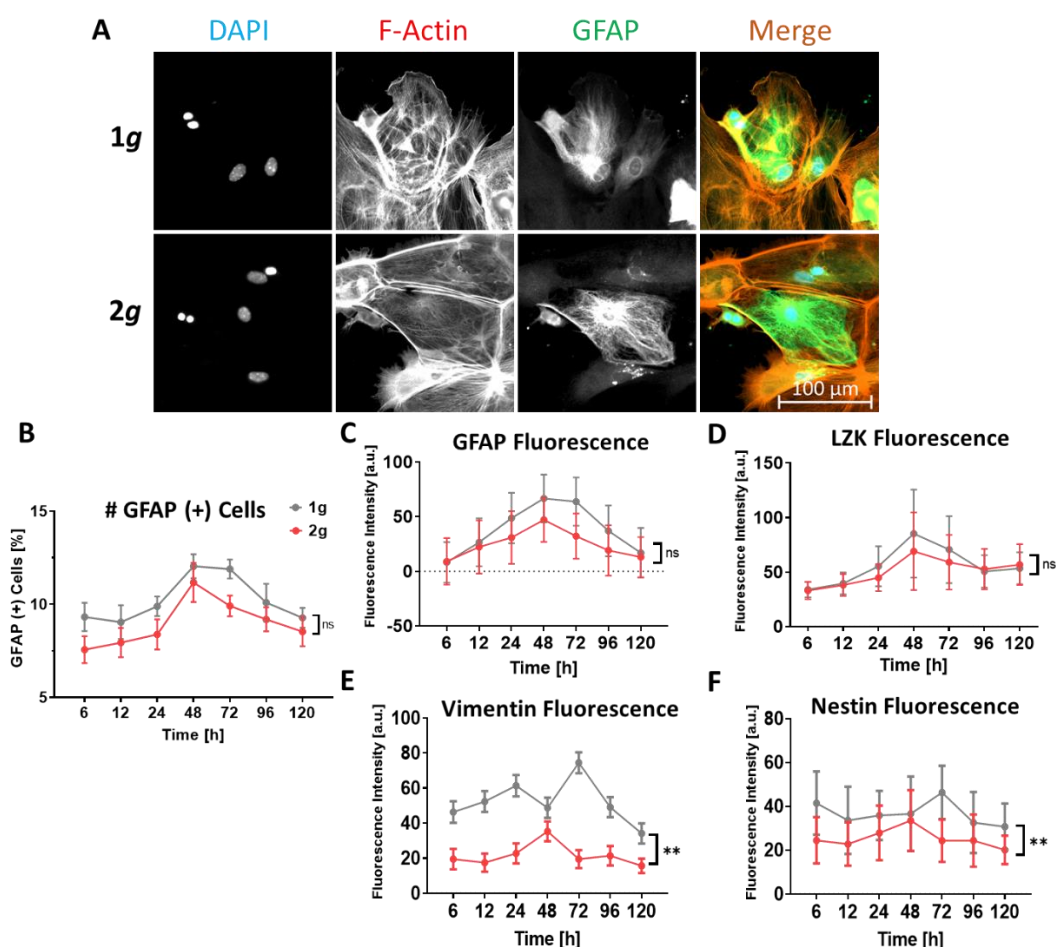 A
DAPI F-Actin GFAP Merge
1g
2g
100 µm
B
# GFAP (+) Cells
1g
2g
GFAP (+) Cells [%]
15
10
5
ns
6 12 24 48 72 96 120
Time [h]
C
GFAP Fluorescence
Fluorescence Intensity [a.u.]
100
50
0
-50
ns
6 12 24 48 72 96 120
Time [h]
D
LZK Fluorescence
Fluorescence Intensity [a.u.]
150
100
50
0
ns
6 12 24 48 72 96 120
Time [h]
E
Vimentin Fluorescence
Fluorescence Intensity [a.u.]
100
80
60
40
20
0
**
6 12 24 48 72 96 120
Time [h]
F
Nestin Fluorescence
Fluorescence Intensity [a.u.]
80
60
40
20
0
**
6 12 24 48 72 96 120
Time [h]